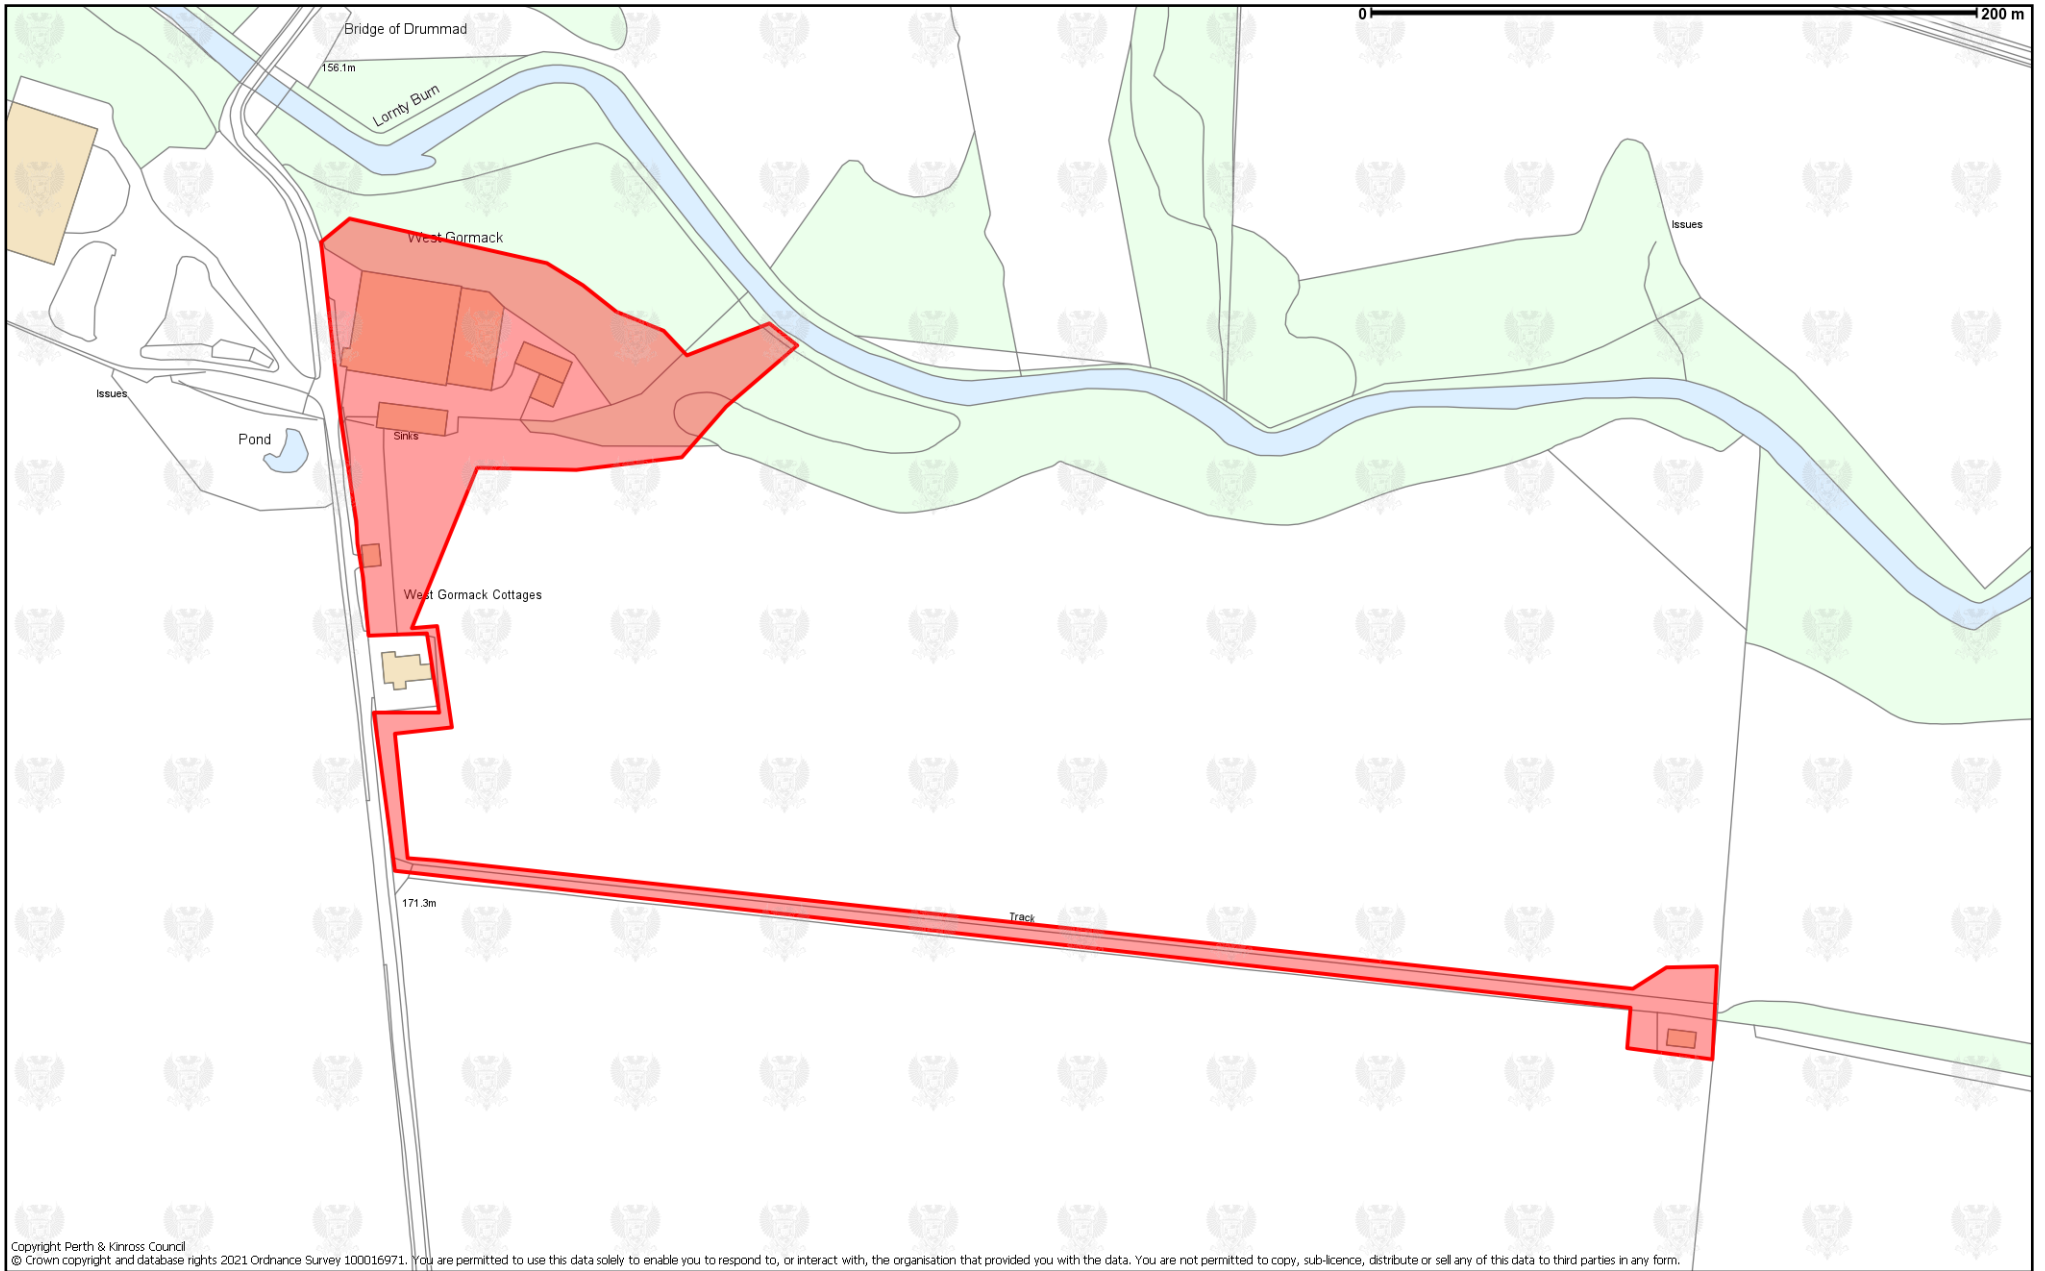 0
200 m
Bridge of Drummad
156.1m
Lornty Burn
West Gormack
Issues
Issues
Pond
Sinks
West Gormack Cottages
171.3m
Track
Copyright Perth & Kinross Council
© Crown copyright and database rights 2021 Ordnance Survey 100016971. You are permitted to use this data solely to enable you to respond to, or interact with, the organisation that provided you with the data. You are not permitted to copy, sub-licence, distribute or sell any of this data to third parties in any form.